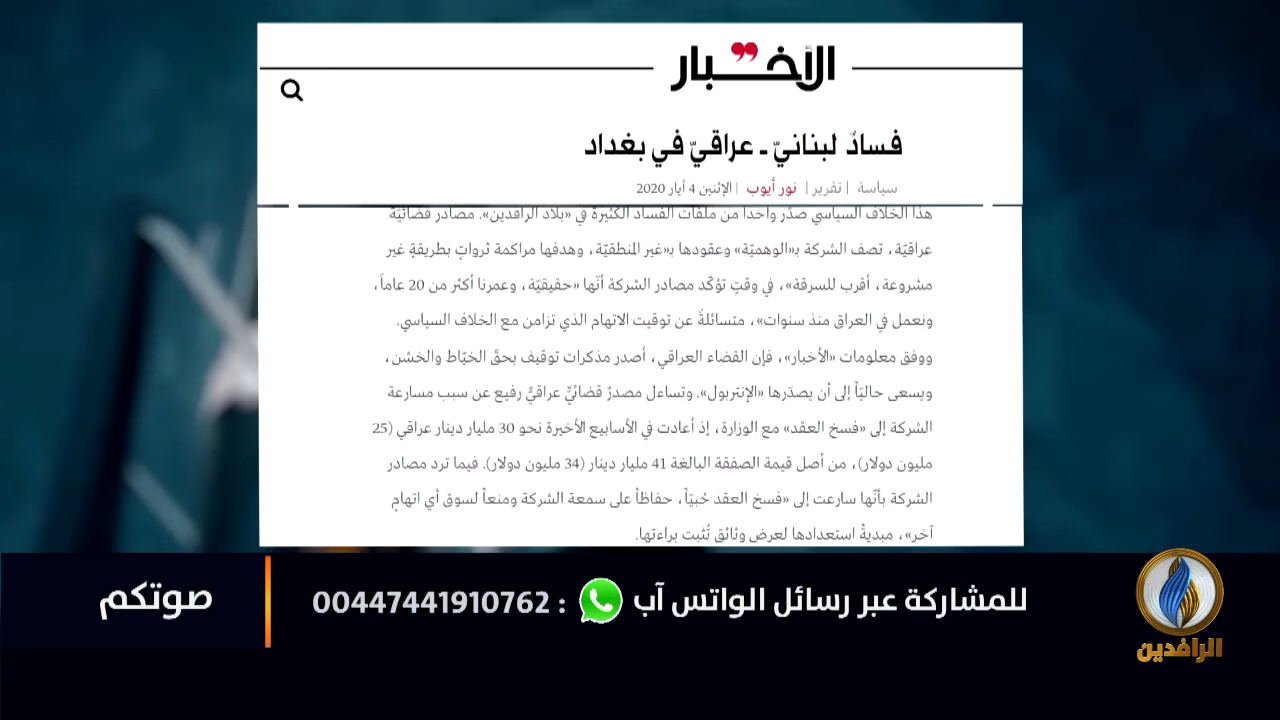 الأخبار
فسادٌ لبنانيّ ـ عراقيّ في بغداد
سياسة | تقرير | نور أيوب | الإثنين 4 أيار 2020
هذا الخلاف السياسي صدّر واحداً من ملفات الفساد الكثيرة في «بلاد الرافدين». مصادر قضائيّة
عراقيّة، تصف الشركة بـ«الوهميّة» وعقودها بـ«غير المنطقيّة، وهدفها مراكمة ثرواتٍ بطريقةٍ غير
مشروعة، أقرب للسرقة»، في وقتٍ تؤكّد مصادر الشركة أنّها «حقيقيّة، وعمرنا أكثر من 20 عاماً،
ونعمل في العراق منذ سنوات»، متسائلةً عن توقيت الاتهام الذي تزامن مع الخلاف السياسي.
ووفق معلومات «الأخبار»، فإن القضاء العراقي، أصدر مذكرات توقيف بحقّ الخيّاط والخشن،
ويسعى حاليّاً إلى أن يصدّرها «الإنتربول». وتساءل مصدرٌ قضائيٌّ عراقيٌّ رفيع عن سبب مسارعة
الشركة إلى «فسخ العقد» مع الوزارة، إذ أعادت في الأسابيع الأخيرة نحو 30 مليار دينار عراقي (25
مليون دولار)، من أصل قيمة الصفقة البالغة 41 مليار دينار (34 مليون دولار). فيما ترد مصادر
الشركة بأنّها سارعت إلى «فسخ العقد حُبيّاً، حفاظاً على سمعة الشركة ومنعاً لسوق أي اتهامٍ
آخر»، مبديةً استعدادها لعرض وثائق تُثبت براءتها.
للمشاركة عبر رسائل الواتس آب : 00447441910762
صوتكم
الرافدين